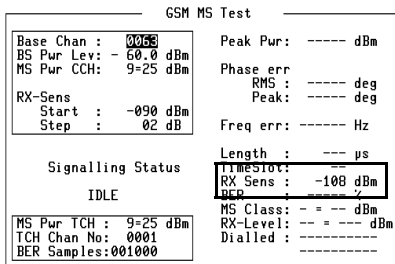 GSM MS Test
Base Chan : 0063
BS Pwr Lev: - 60.0 dBm
MS Pwr CCH: 9=25 dBm
RX-Sens
Start : -090 dBm
Step : 02 dB
Signalling Status
IDLE
MS Pwr TCH : 9=25 dBm
TCH Chan No: 0001
BER Samples:001000
Peak Pwr: ----- dBm
Phase err
RMS : ----- deg
Peak: ----- deg
Freq err: ------ Hz
Length : ----- µs
TimeSlot: --
RX Sens : -108 dBm
BER ----- %
MS Class: - = -- dBm
RX-Level: -- = --- dBm
Dialled : ----------
----------